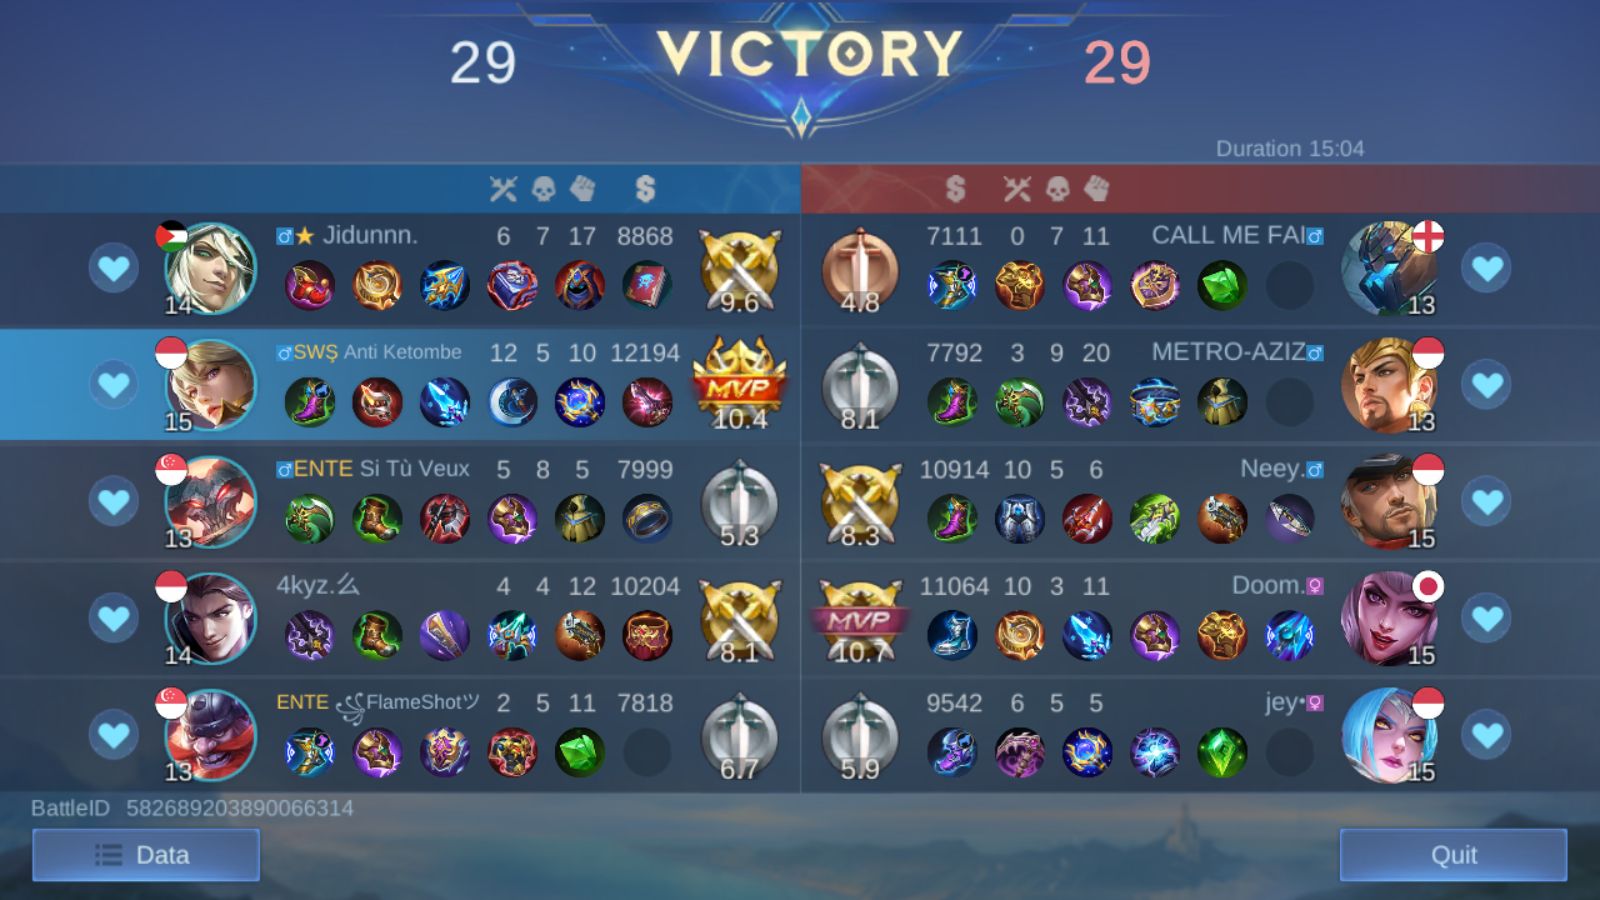 29 VICTORY 29
Duration 15:04
Jidunnn. 6 7 17 8868 9.6 14
4.8 7111 0 7 11 CALL ME FAI 13
SWŞ Anti Ketombe 12 5 10 12194 MVP 10.4 15
8.1 7792 3 9 20 METRO-AZIZ 13
ENTE Si Tù Veux 5 8 5 7999 5.3 13
8.3 10914 10 5 6 Neey. 15
4kyz.么 4 4 12 10204 8.1 14
MVP 10.7 11064 10 3 11 Doom. 15
ENTE ꧁FlameShotツ 2 5 11 7818 6.7 13
5.9 9542 6 5 5 jey• 15
BattleID 582689203890066314
Data
Quit